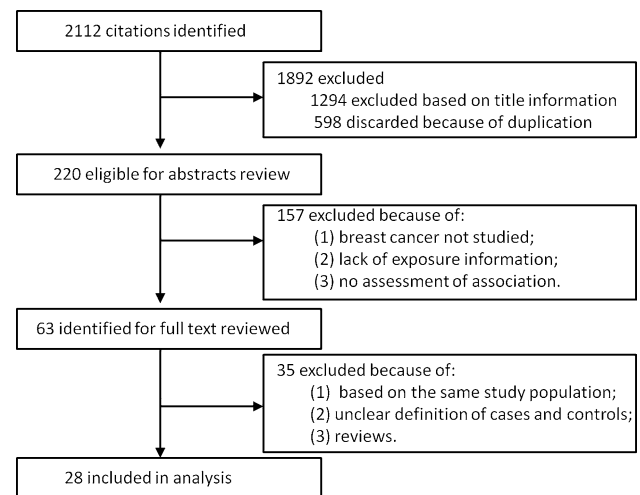 2112 citations identified
1892 excluded
1294 excluded based on title information
598 discarded because of duplication
220 eligible for abstracts review
157 excluded because of:
(1) breast cancer not studied;
(2) lack of exposure information;
(3) no assessment of association.
63 identified for full text reviewed
35 excluded because of:
(1) based on the same study population;
(2) unclear definition of cases and controls;
(3) reviews.
28 included in analysis